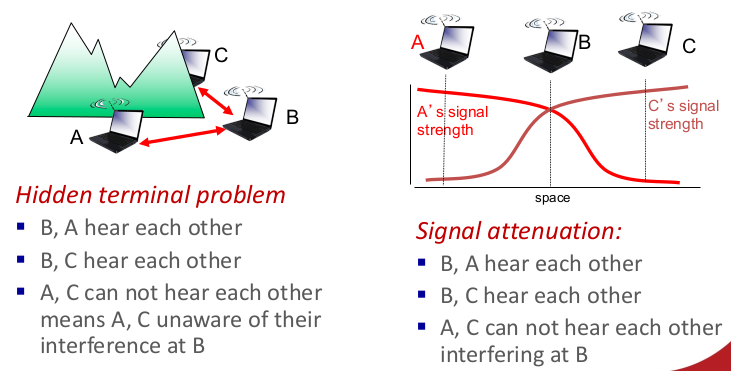 C
B
A
Hidden terminal problem
▪ B, A hear each other
▪ B, C hear each other
▪ A, C can not hear each other
means A, C unaware of their
interference at B
A
B
C
A’s signal
strength
C’s signal
strength
space
Signal attenuation:
▪ B, A hear each other
▪ B, C hear each other
▪ A, C can not hear each other
interfering at B